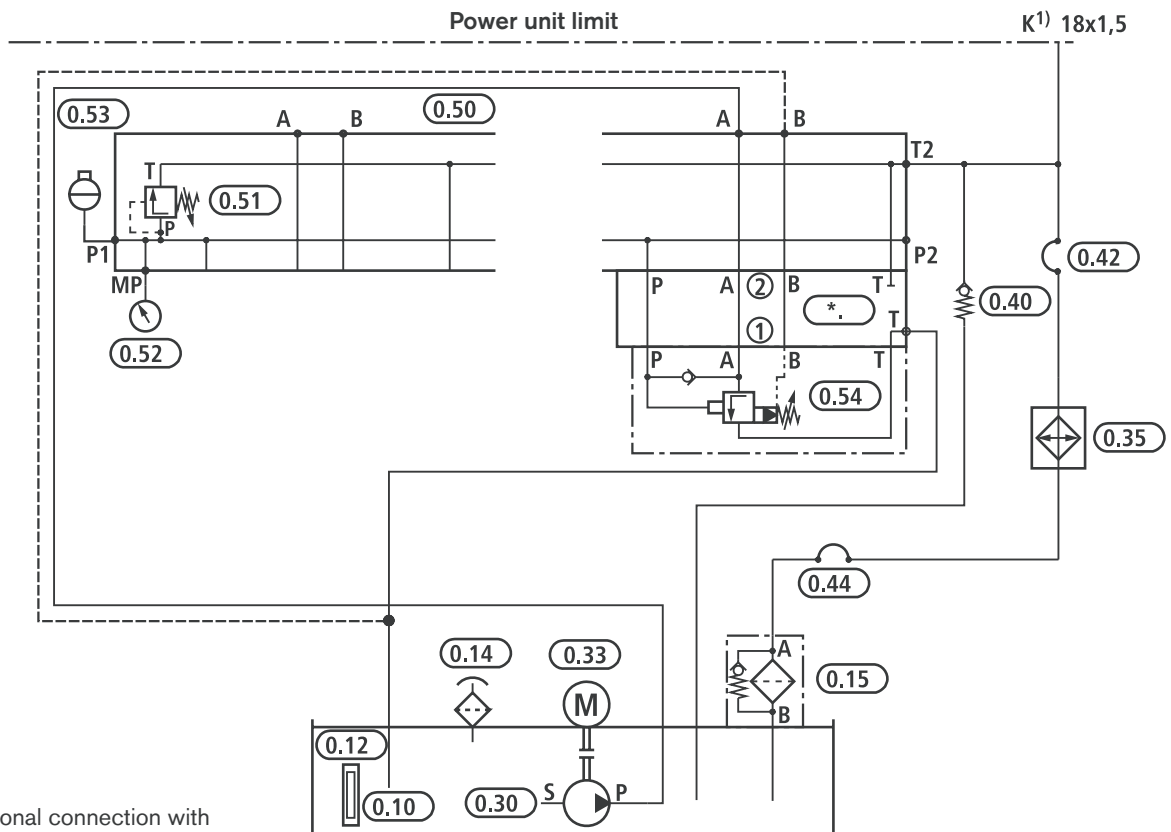 Power unit limit
K1) 18x1,5
0.53
A B
0.50
A B
T2
T
0.51
P
P1
P2
0.42
MP
P A 2 B T
*.
0.40
1
T
0.52
P A B T
0.54
0.35
0.44
0.14
0.33
A
0.15
M
B
0.12
0.10
0.30
S P
onal connection with